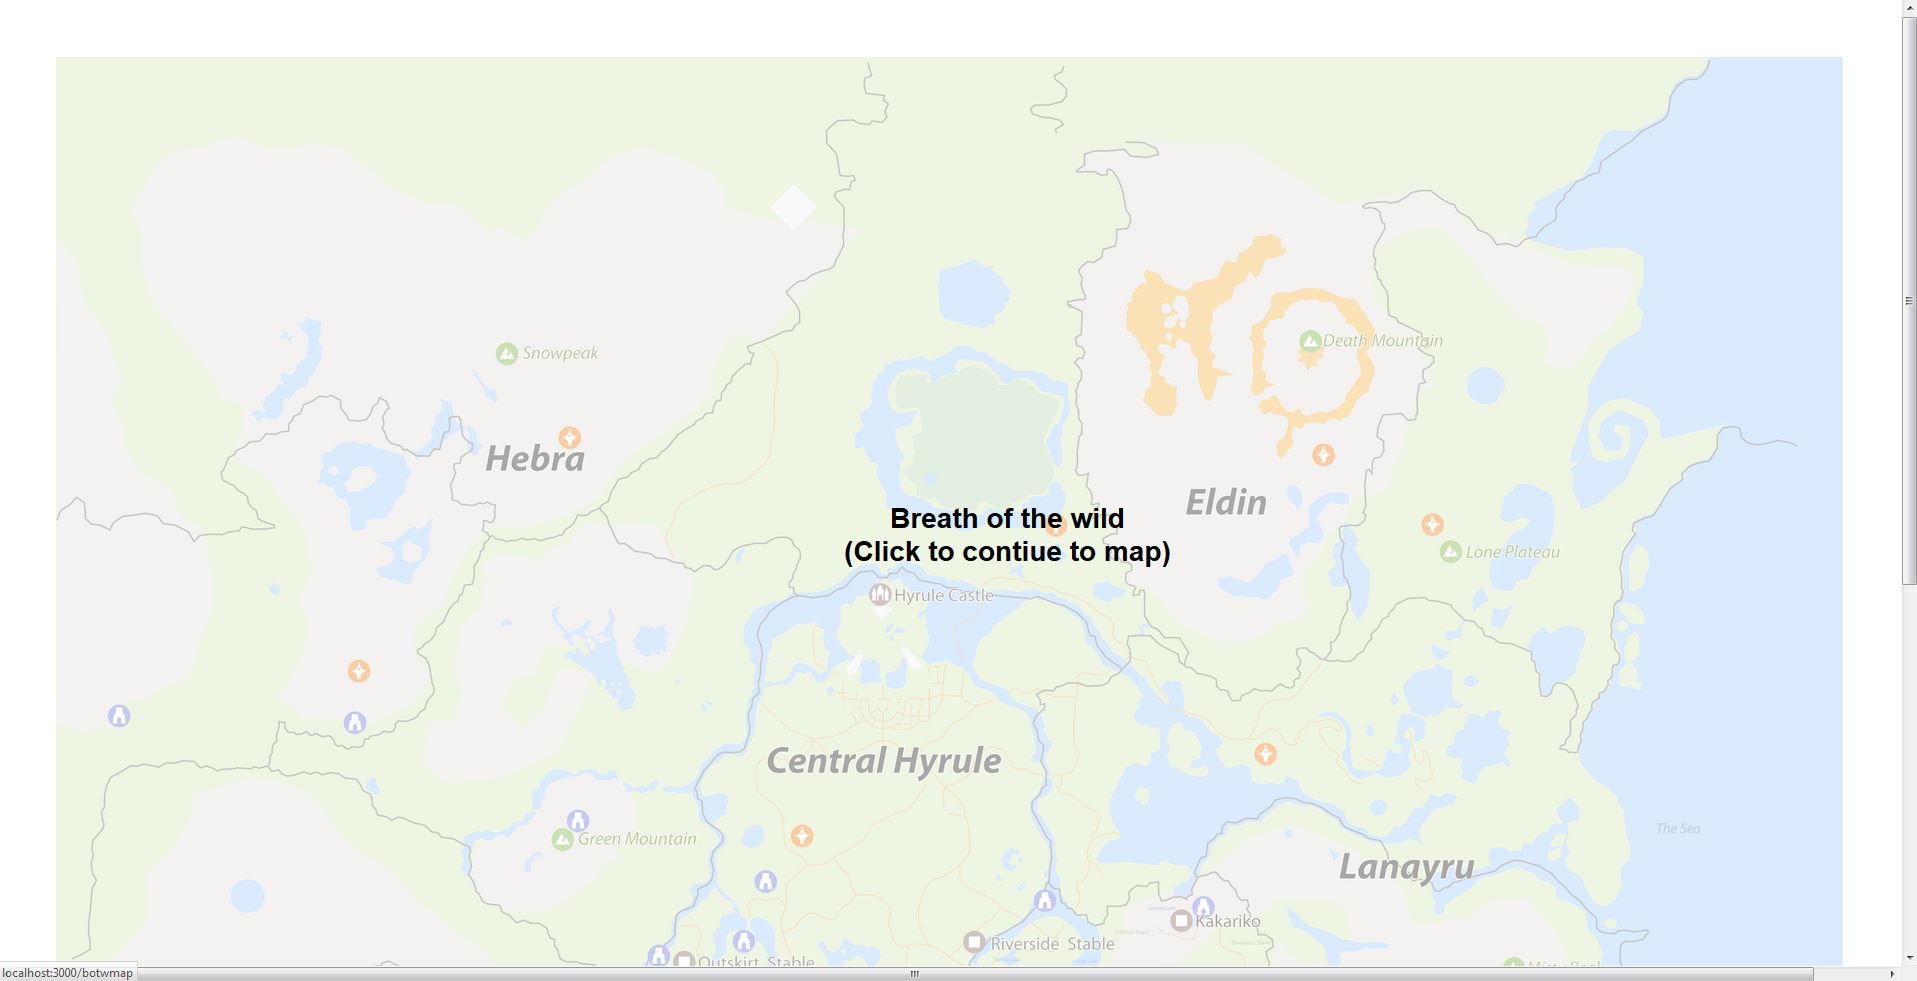 Snowpeak
Death Mountain
Hebra
Eldin
Breath of the wild
(Click to contiue to map)
Lone Plateau
Hyrule Castle
Central Hyrule
The Sea
Green Mountain
Lanayru
Kakariko
Riverside Stable
Outskirt Stable
localhost:3000/botwmap